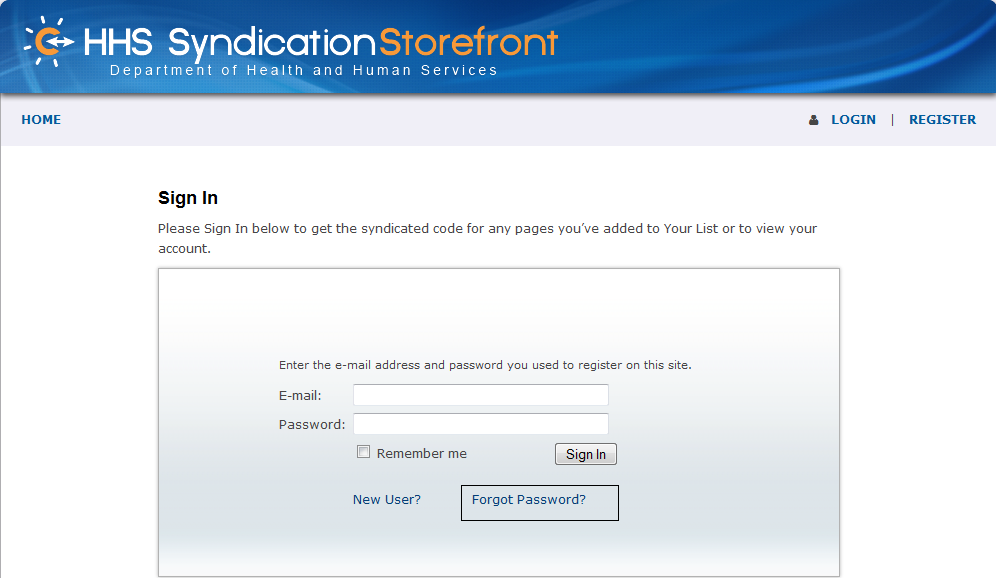 HHS Syndication Storefront
Department of Health and Human Services
HOME
LOGIN | REGISTER
Sign In
Please Sign In below to get the syndicated code for any pages you’ve added to Your List or to view your
account.
Enter the e-mail address and password you used to register on this site.
E-mail:
Password:
Remember me
Sign In
New User?
Forgot Password?